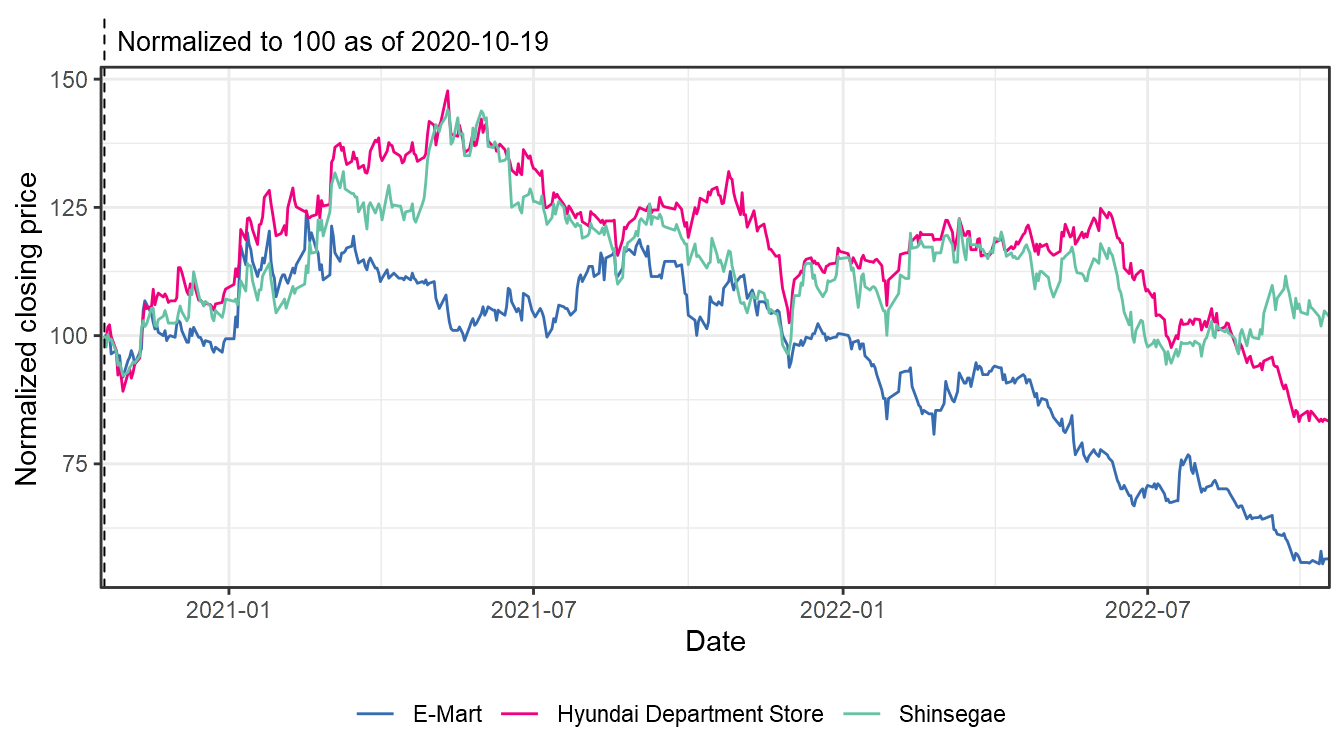 Normalized to 100 as of 2020-10-19
Normalized closing price
150
125
100
75
2021-01
2021-07
2022-01
2022-07
Date
E-Mart
Hyundai Department Store
Shinsegae